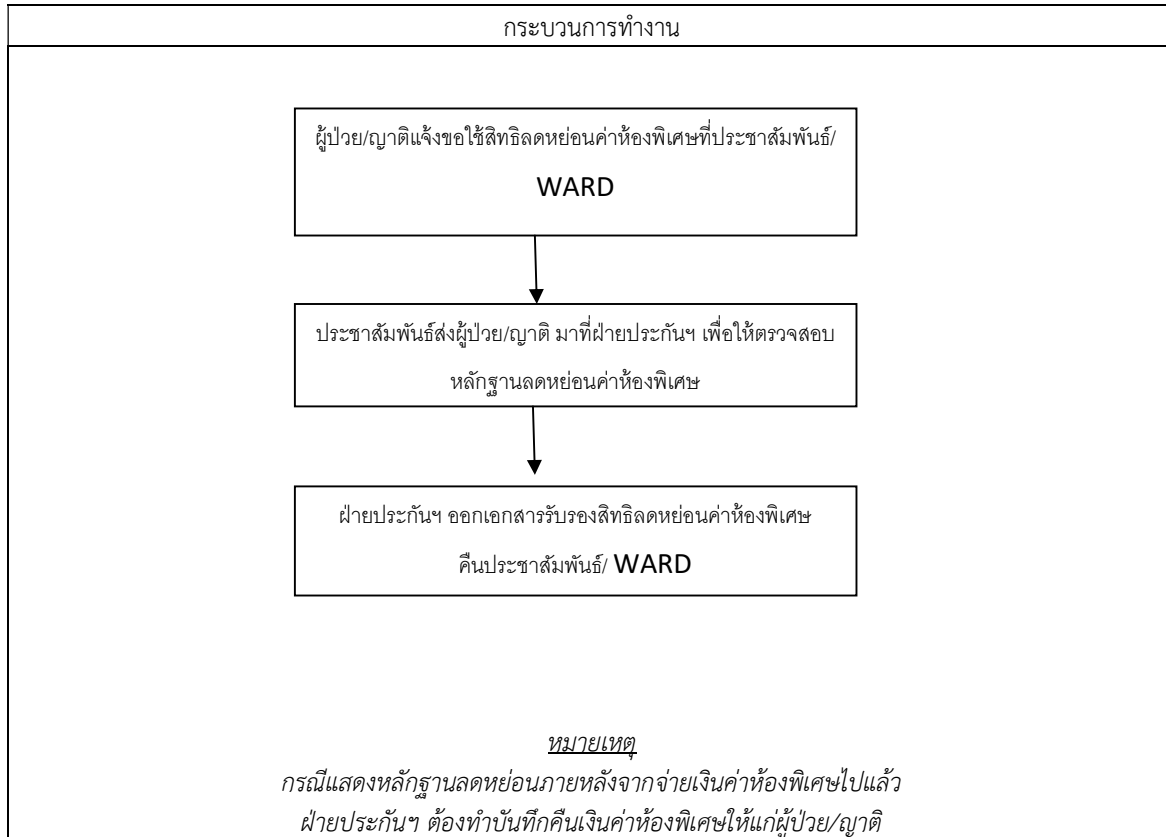 กระบวนการทำงาน
ผู้ป่วย/ญาติแจ้งขอใช้สิทธิลดหย่อนค่าห้องพิเศษที่ประชาสัมพันธ์/
WARD
ประชาสัมพันธ์ส่งผู้ป่วย/ญาติ มาที่ฝ่ายประกันฯ เพื่อให้ตรวจสอบ
หลักฐานลดหย่อนค่าห้องพิเศษ
ฝ่ายประกันฯ ออกเอกสารรับรองสิทธิลดหย่อนค่าห้องพิเศษ
คืนประชาสัมพันธ์/ WARD
หมายเหตุ
กรณีแสดงหลักฐานลดหย่อนภายหลังจากจ่ายเงินค่าห้องพิเศษไปแล้ว
ฝ่ายประกันฯ ต้องทำบันทึกคืนเงินค่าห้องพิเศษให้แก่ผู้ป่วย/ญาติ